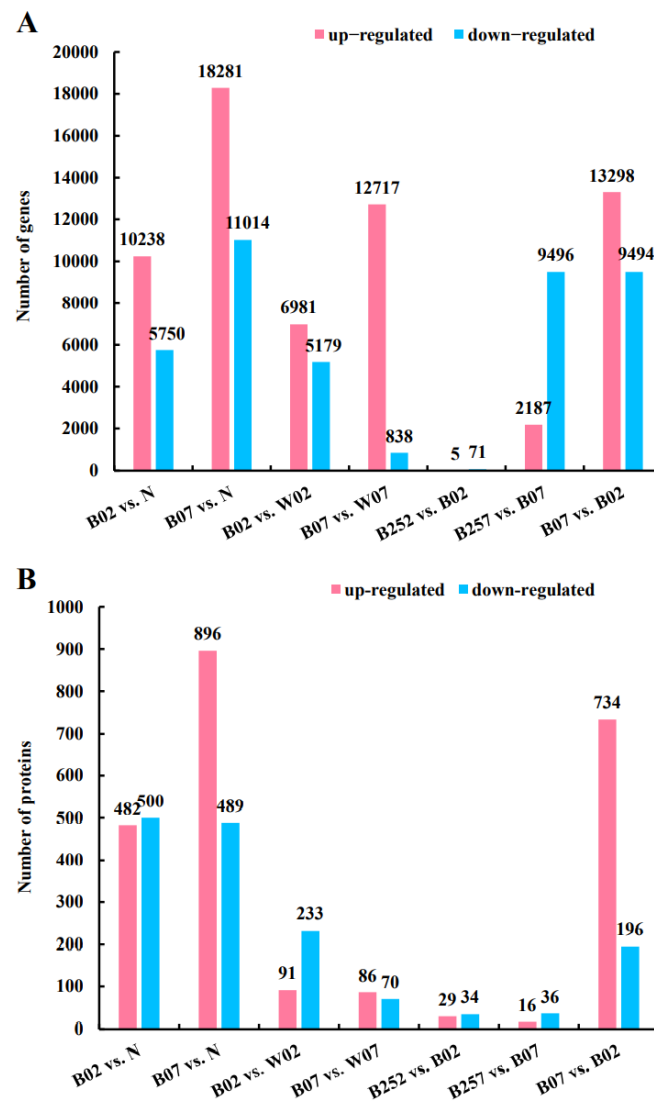 A
up−regulated down−regulated
20000
18000
16000
14000
12000
10000
8000
6000
4000
2000
0
Number of genes
10238 5750
18281 11014
6981 5179
12717 838
5 71
2187 9496
13298 9494
B02 vs. N
B07 vs. N
B02 vs. W02
B07 vs. W07
B252 vs. B02
B257 vs. B07
B07 vs. B02
B
up-regulated down-regulated
1000
900
800
700
600
500
400
300
200
100
0
Number of proteins
482 500
896 489
91 233
86 70
29 34
16 36
734 196
B02 vs. N
B07 vs. N
B02 vs. W02
B07 vs. W07
B252 vs. B02
B257 vs. B07
B07 vs. B02